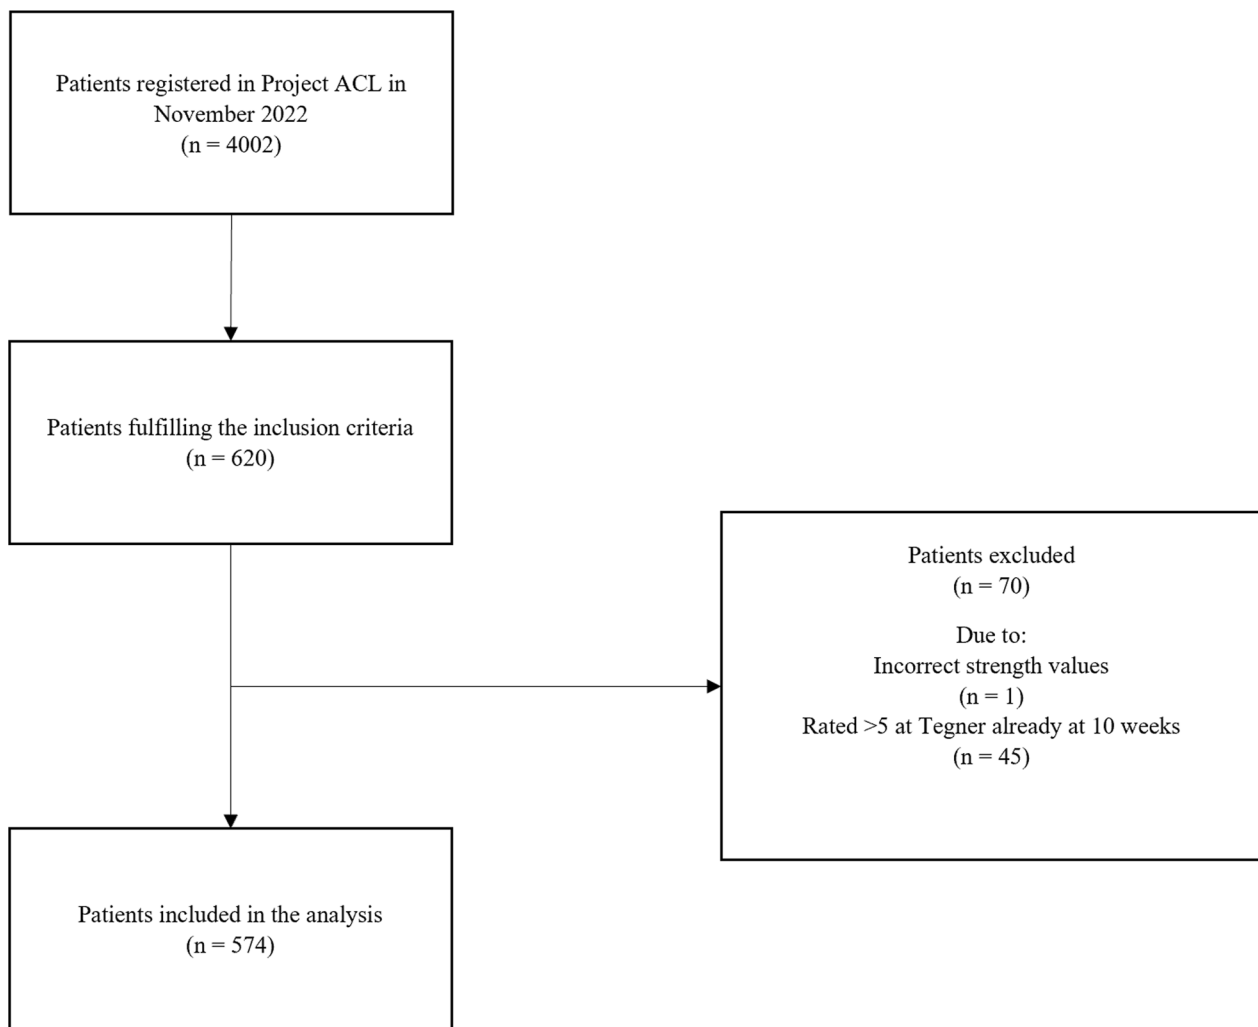 Patients registered in Project ACL in
November 2022
(n = 4002)
Patients fulfilling the inclusion criteria
(n = 620)
Patients excluded
(n = 70)
Due to:
Incorrect strength values
(n = 1)
Rated >5 at Tegner already at 10 weeks
(n = 45)
Patients included in the analysis
(n = 574)